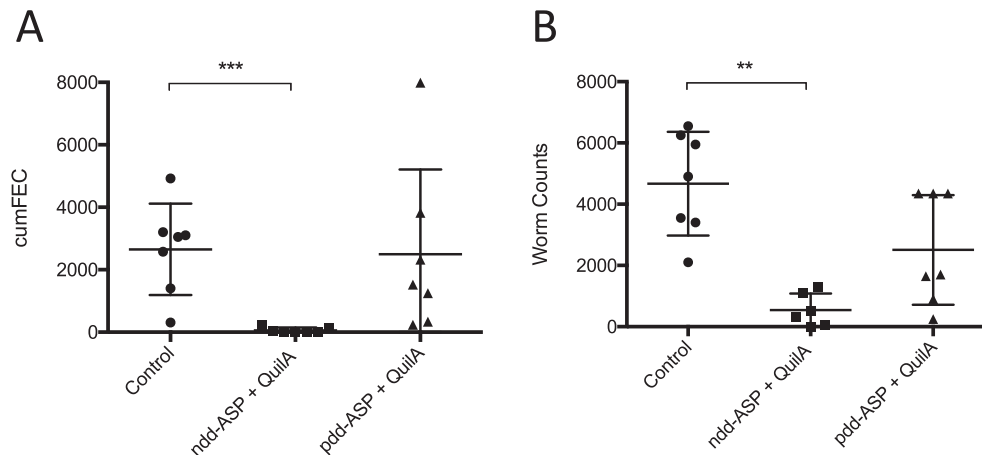 A
8000
6000
4000
2000
0
cumFEC
***
Control
ndd-ASP + QuilA
pdd-ASP + QuilA
B
8000
6000
4000
2000
0
Worm Counts
**
Control
ndd-ASP + QuilA
pdd-ASP + QuilA